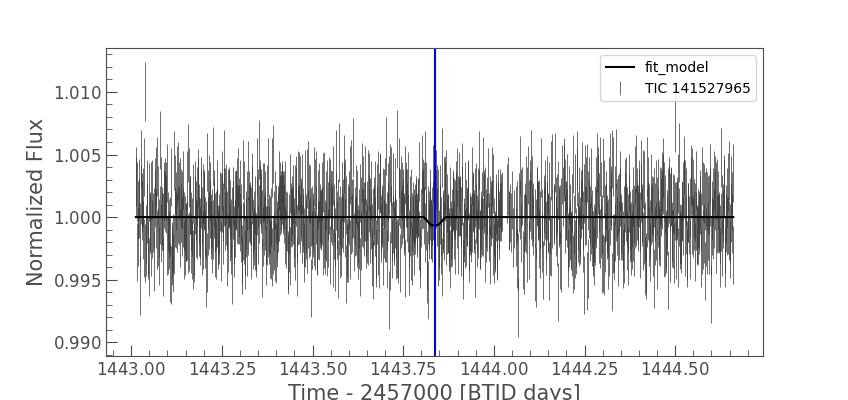 fit_model
TIC 141527965
1.010
1.005
1.000
0.995
0.990
Normalized Flux
1443.00 1443.25 1443.50 1443.75 1444.00 1444.25 1444.50
Time - 2457000 [BTJD days]